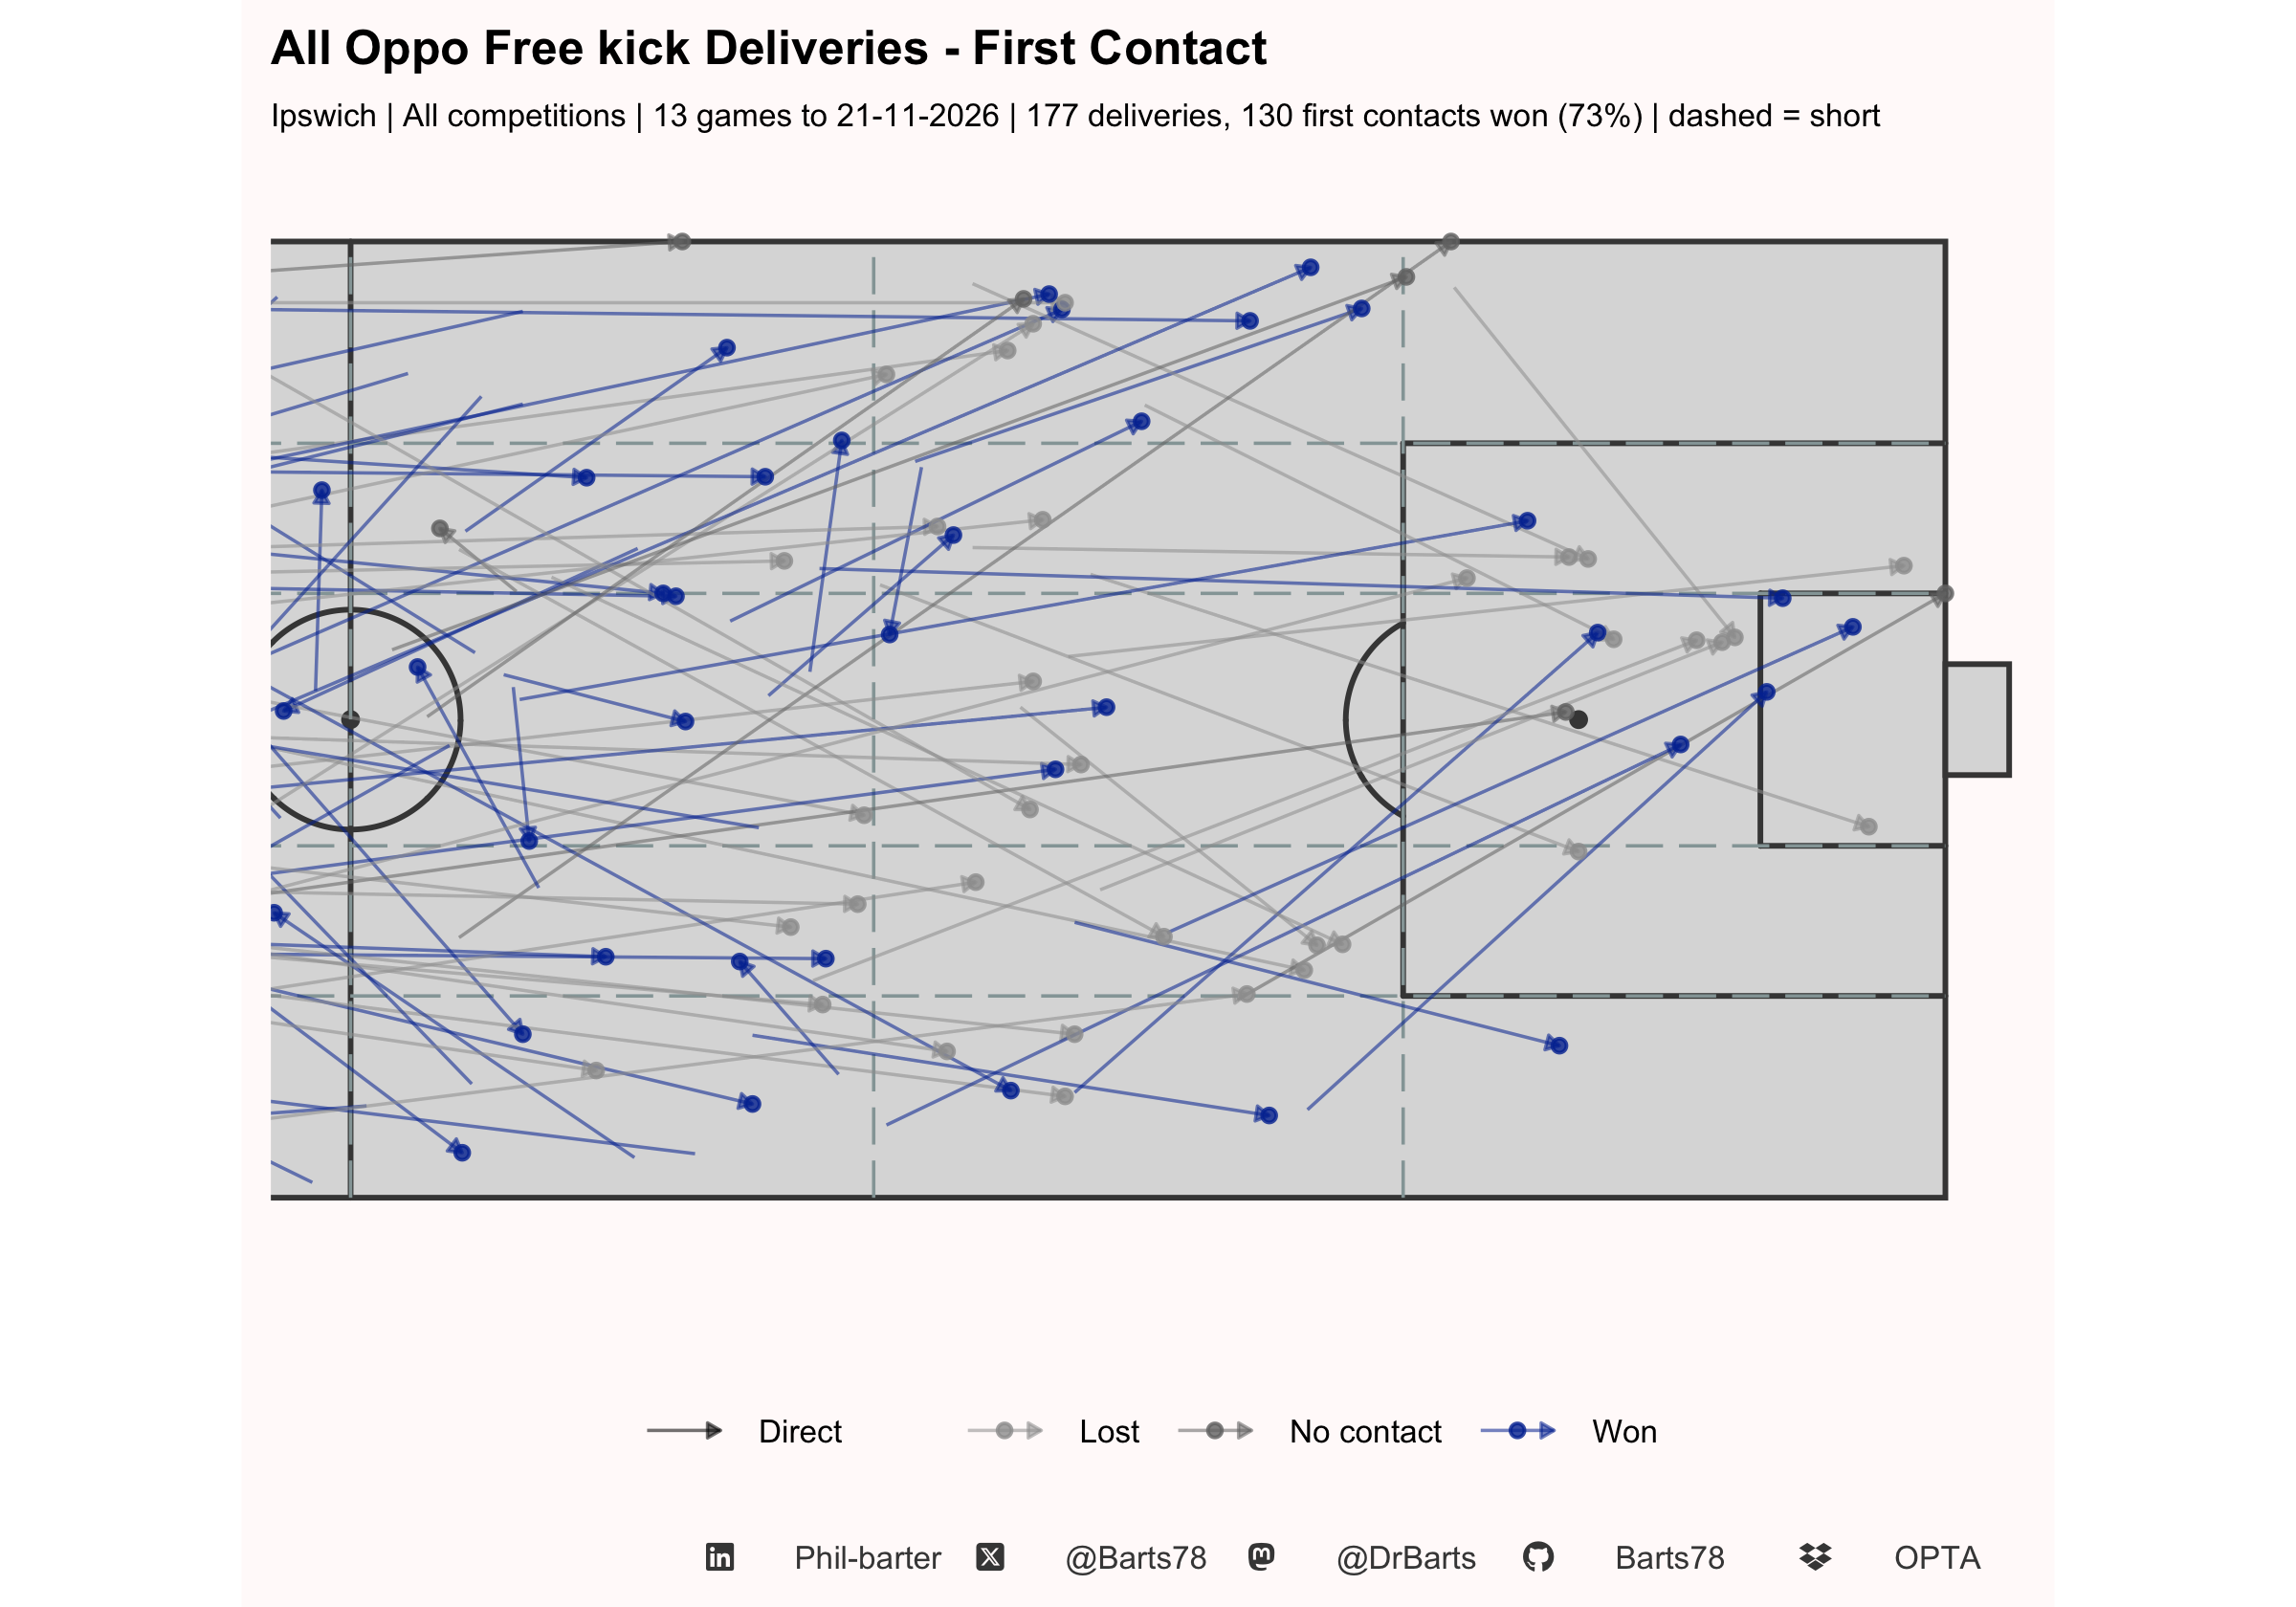 All Oppo Free kick Deliveries - First Contact
Ipswich | All competitions | 13 games to 21-11-2026 | 177 deliveries, 130 first contacts won (73%) | dashed = short
Direct Lost No contact Won
Phil-barter @Barts78 @DrBarts Barts78 OPTA